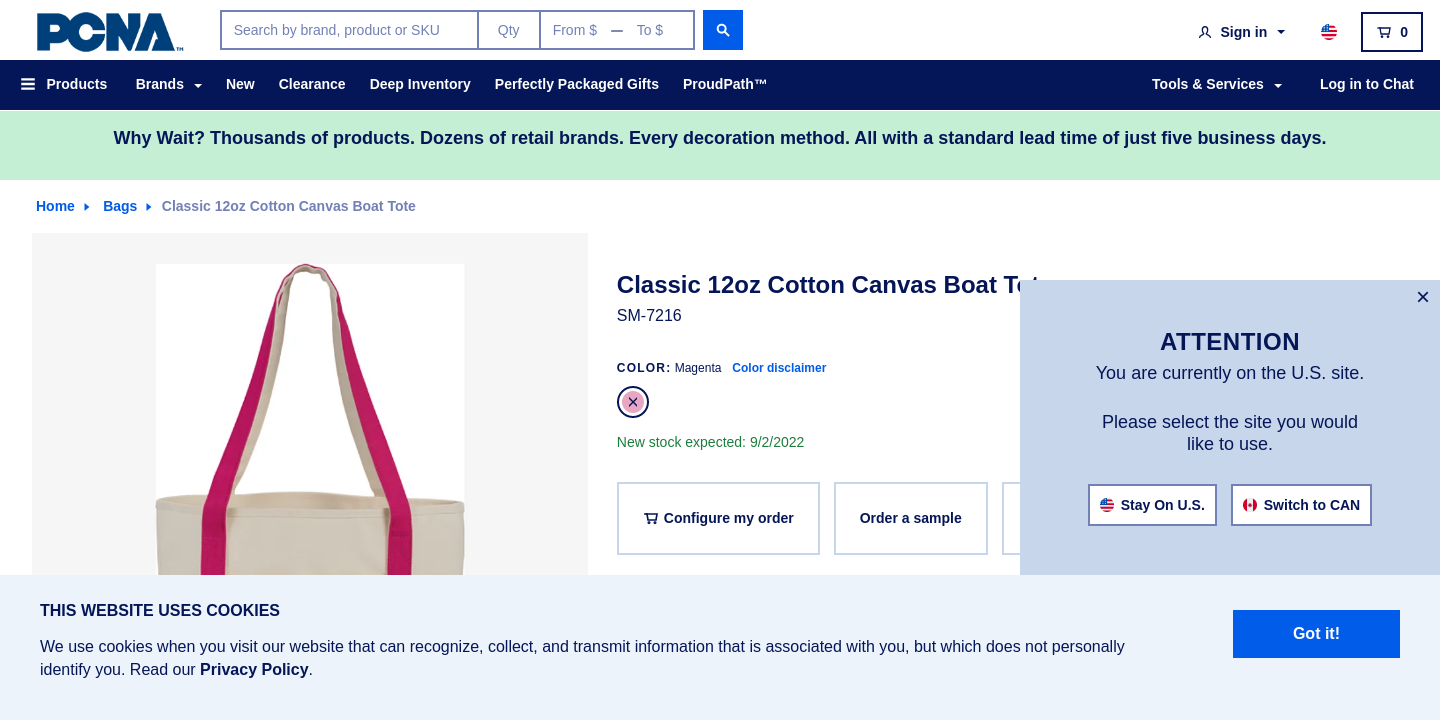 PCNA™
Search by brand, product or SKU
Qty
From $ — To $
Sign in
0
Products
Brands
New
Clearance
Deep Inventory
Perfectly Packaged Gifts
ProudPath™
Tools & Services
Log in to Chat
Why Wait? Thousands of products. Dozens of retail brands. Every decoration method. All with a standard lead time of just five business days.
Home
Bags
Classic 12oz Cotton Canvas Boat Tote
Classic 12oz Cotton Canvas Boat Tot
SM-7216
COLOR: Magenta Color disclaimer
New stock expected: 9/2/2022
Configure my order
Order a sample
×
ATTENTION
You are currently on the U.S. site.
Please select the site you would
like to use.
Stay On U.S.
Switch to CAN
THIS WEBSITE USES COOKIES
We use cookies when you visit our website that can recognize, collect, and transmit information that is associated with you, but which does not personally
identify you. Read our Privacy Policy.
Got it!